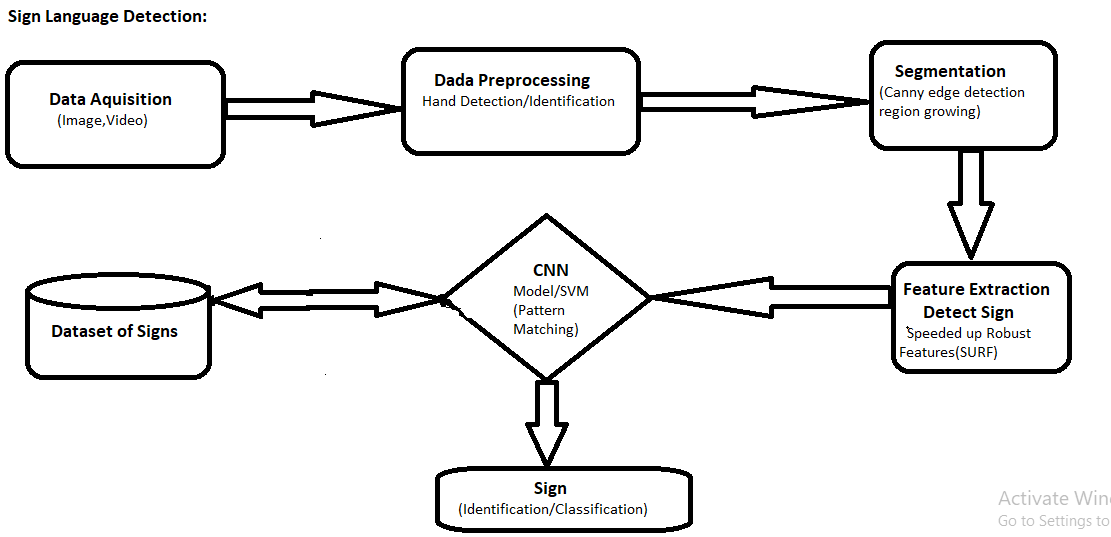 Sign Language Detection:
Data Aquisition
(Image,Video)
Dada Preprocessing
Hand Detection/Identification
Segmentation
(Canny edge detection
region growing)
Feature Extraction
Detect Sign
Speeded up Robust
Features(SURF)
CNN
Model/SVM
(Pattern
Matching)
Dataset of Signs
Sign
(Identification/Classification)
Activate Win
Go to Settings to